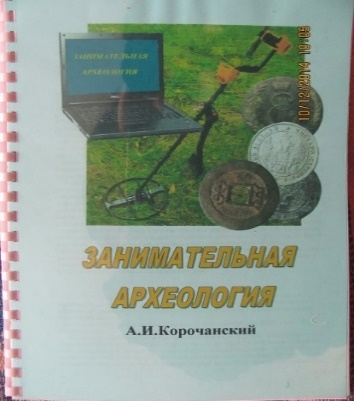 ЗАНИМАТЕЛЬНАЯ
АРХЕОЛОГИЯ
10/12/2014 19:05
ЗАНИМАТЕЛЬНАЯ
АРХЕОЛОГИЯ
А.И.Корочанский